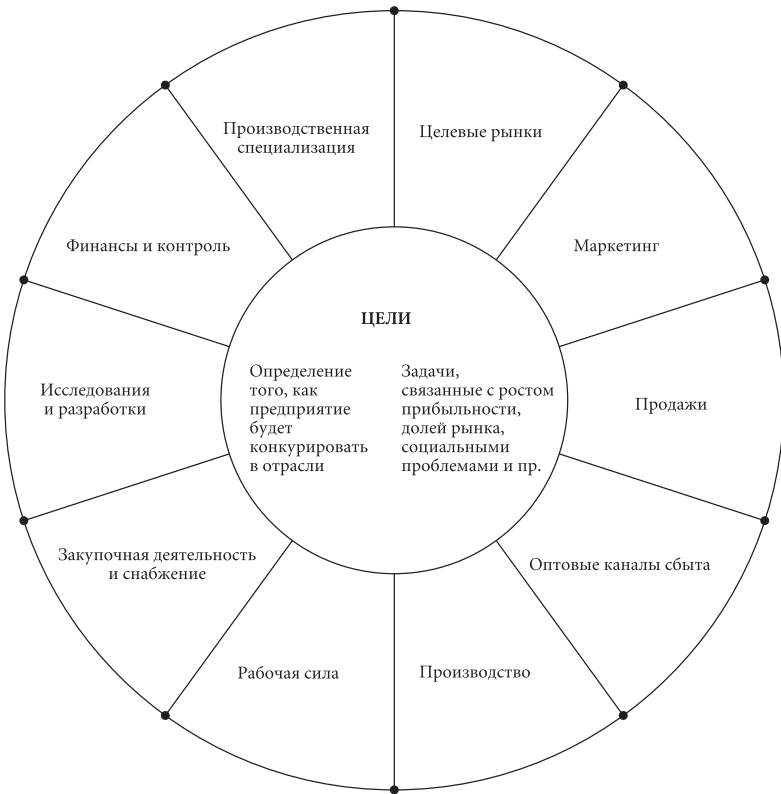 Производственная
специализация
Целевые рынки
Маркетинг
Продажи
Оптовые каналы сбыта
Производство
Рабочая сила
Закупочная деятельность
и снабжение
Исследования
и разработки
Финансы и контроль
ЦЕЛИ
Определение
того, как
предприятие
будет
конкурировать
в отрасли
Задачи,
связанные с ростом
прибыльности,
долей рынка,
социальными
проблемами и пр.